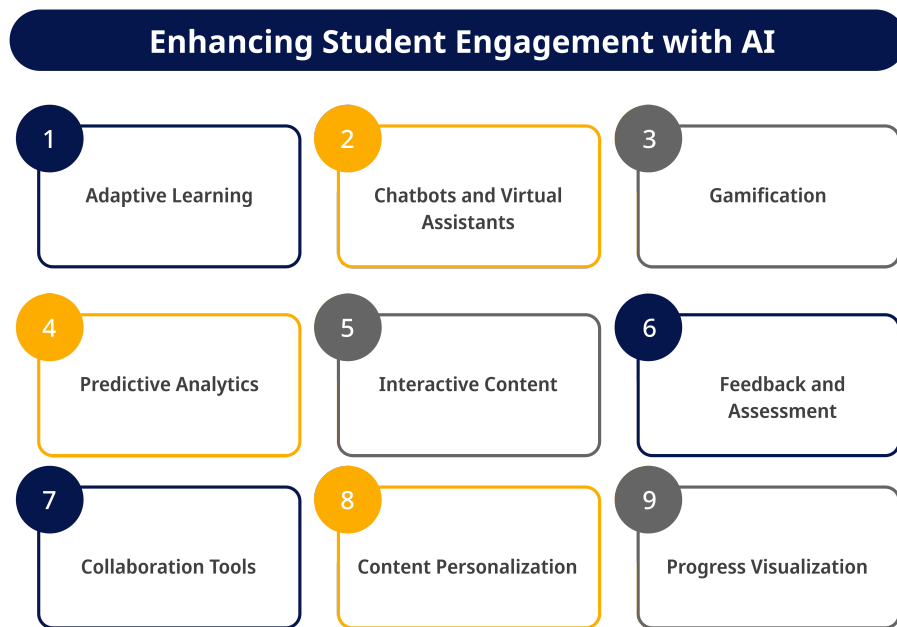 Enhancing Student Engagement with AI
1
Adaptive Learning
2
Chatbots and Virtual
Assistants
3
Gamification
4
Predictive Analytics
5
Interactive Content
6
Feedback and
Assessment
7
Collaboration Tools
8
Content Personalization
9
Progress Visualization